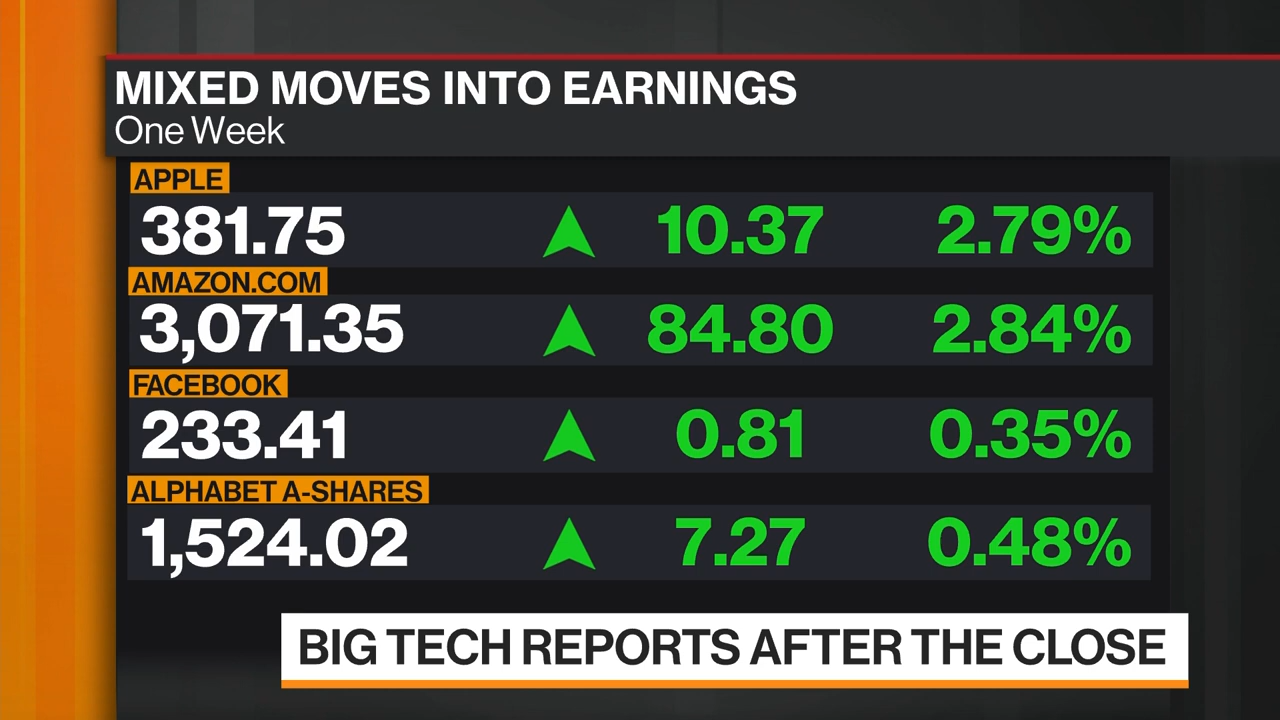 MIXED MOVES INTO EARNINGS
One Week
APPLE
381.75 ▲ 10.37 2.79%
AMAZON.COM
3,071.35 ▲ 84.80 2.84%
FACEBOOK
233.41 ▲ 0.81 0.35%
ALPHABET A-SHARES
1,524.02 ▲ 7.27 0.48%
BIG TECH REPORTS AFTER THE CLOSE